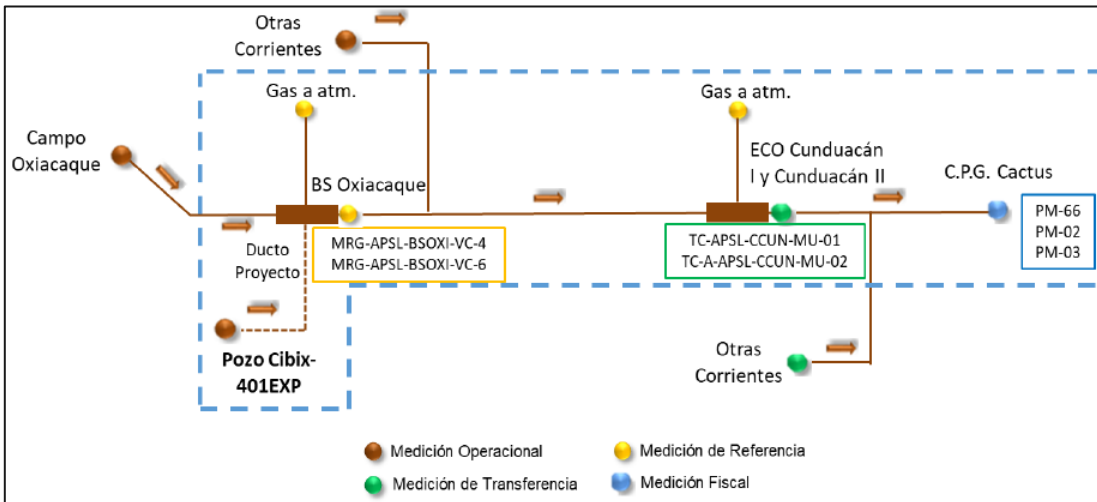 Otras
Corrientes
Gas a atm.
Gas a atm.
Campo
Oxiacaque
BS Oxiacaque
ECO Cunduacán
I y Cunduacán II
C.P.G. Cactus
Ducto
Proyecto
MRG-APSL-BSOXI-VC-4
MRG-APSL-BSOXI-VC-6
TC-APSL-CCUN-MU-01
TC-A-APSL-CCUN-MU-02
PM-66
PM-02
PM-03
Pozo Cibix-
401EXP
Otras
Corrientes
Medición Operacional
Medición de Referencia
Medición de Transferencia
Medición Fiscal